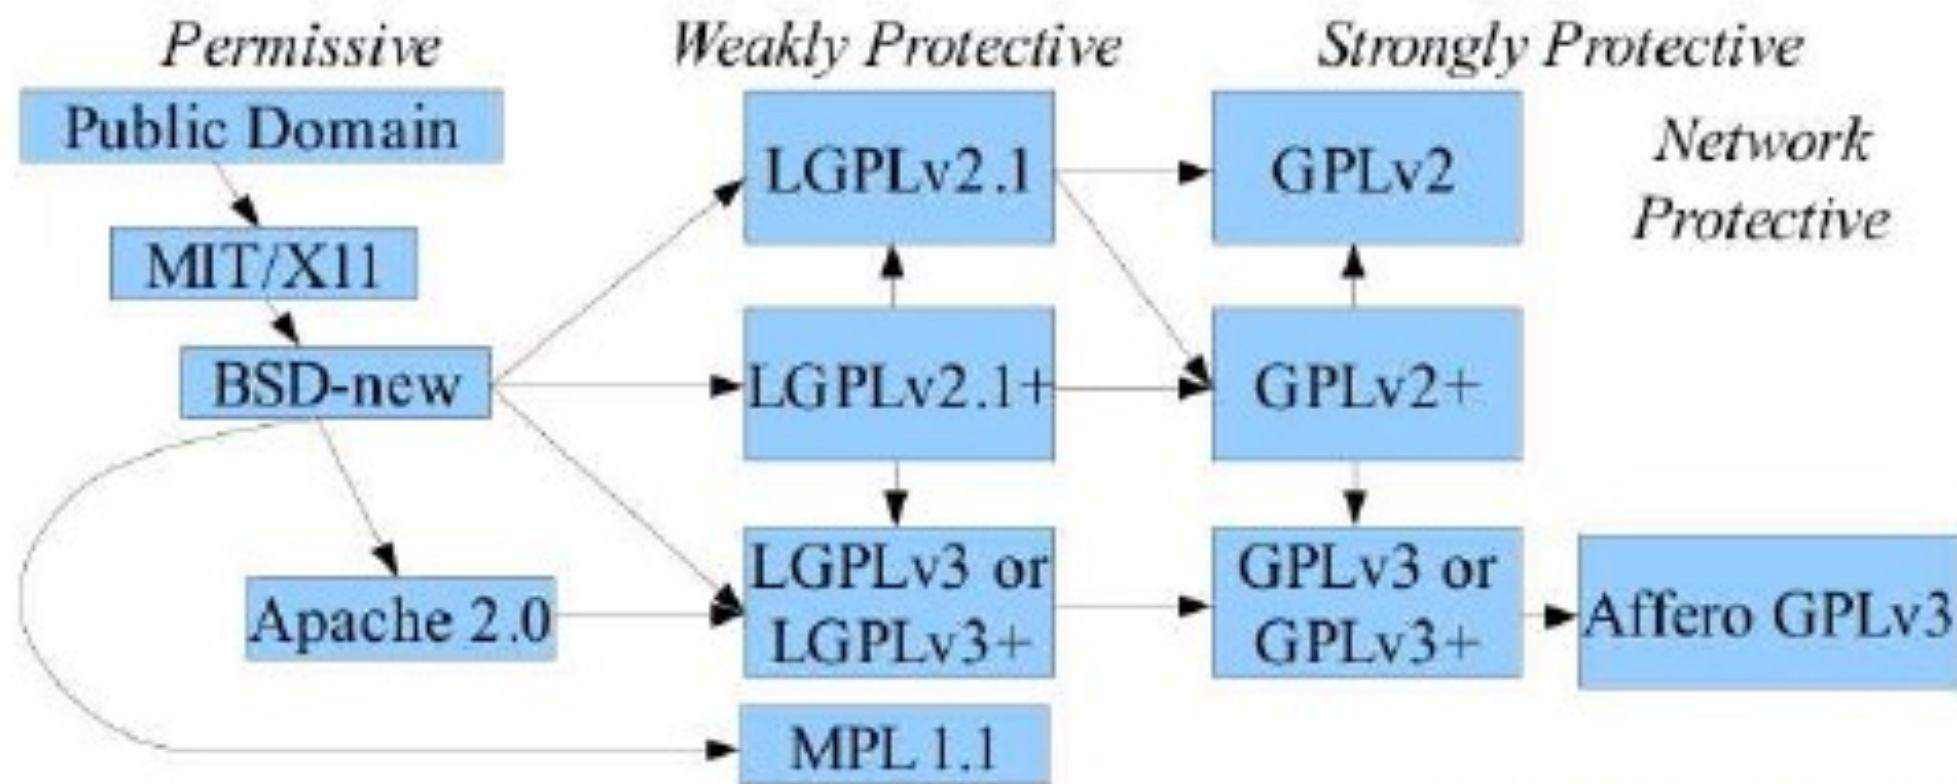 Permissive
Weakly Protective
Strongly Protective
Public Domain
LGPLv2.1
GPLv2
Network
Protective
MIT/X11
BSD-new
LGPLv2.1+
GPLv2+
Apache 2.0
LGPLv3 or
LGPLv3+
GPLv3 or
GPLv3+
Affero GPLv3
MPL 1.1